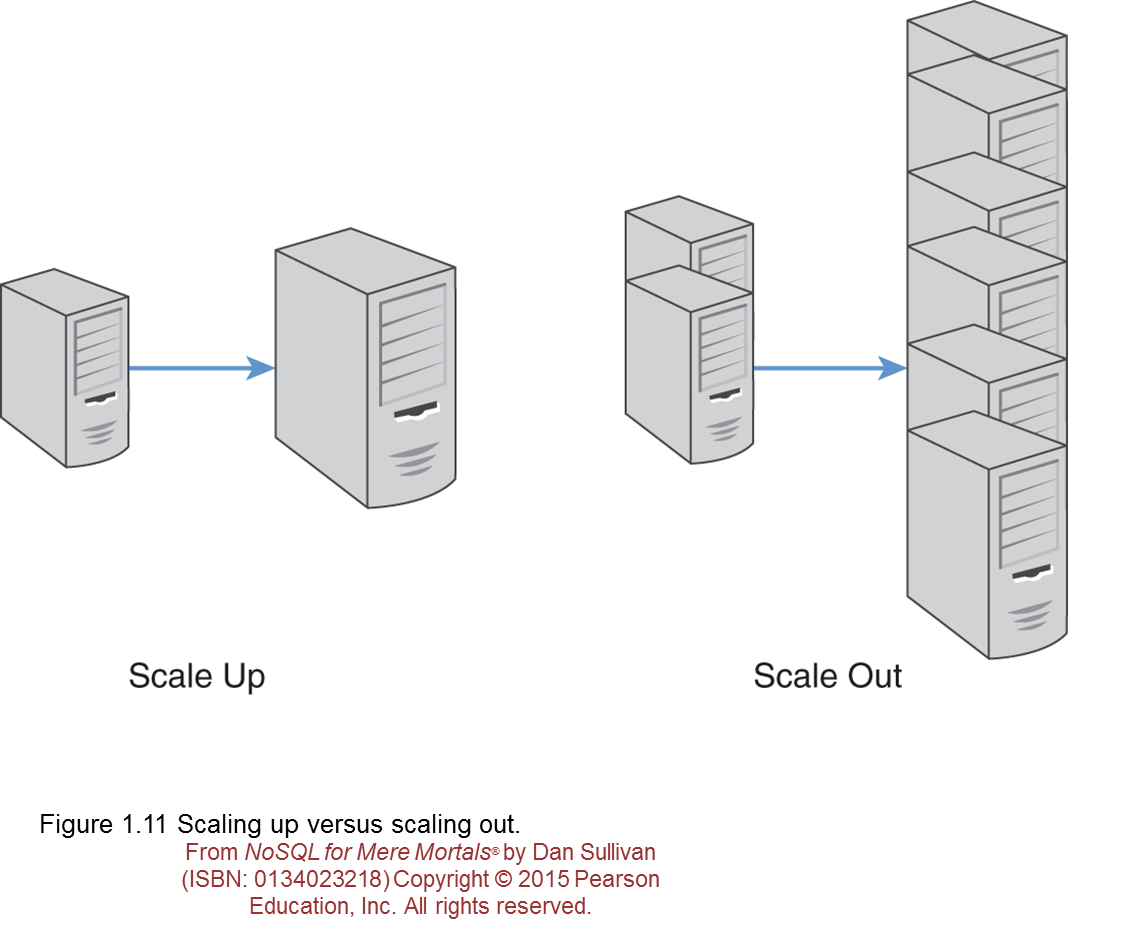 Scale Up
Scale Out
Figure 1.11 Scaling up versus scaling out.
From NoSQL for Mere Mortals® by Dan Sullivan
(ISBN: 0134023218) Copyright © 2015 Pearson
Education, Inc. All rights reserved.